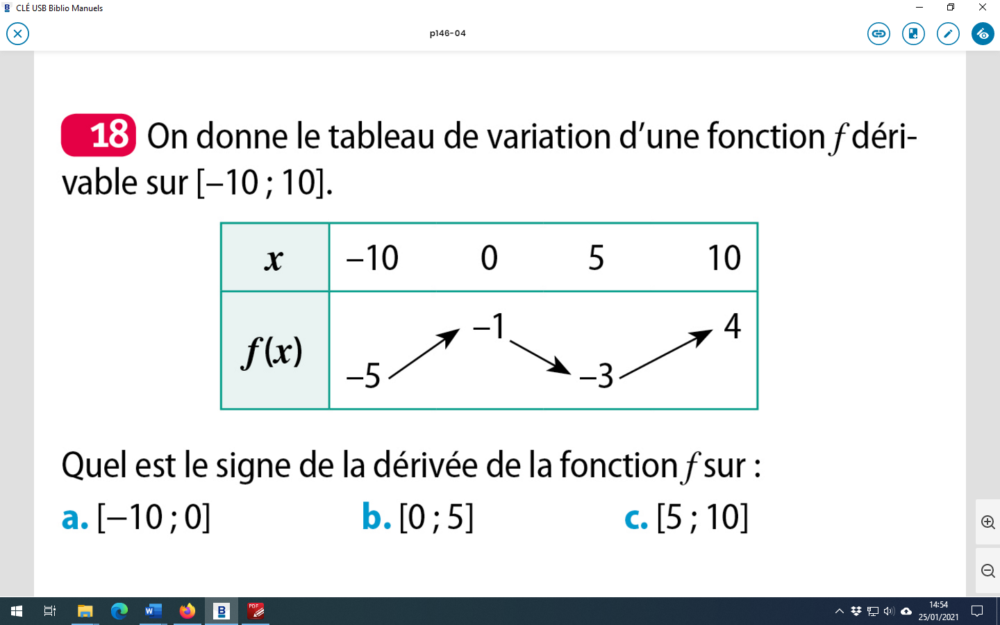 CLÉ USB Biblio Manuels
p146-04
18 On donne le tableau de variation d’une fonction f déri-
vable sur [–10 ; 10].
x –10 0 5 10
f(x) –5 –1 –3 4
Quel est le signe de la dérivée de la fonction f sur :
a. [–10 ; 0] b. [0 ; 5] c. [5 ; 10]
14:54
25/01/2021